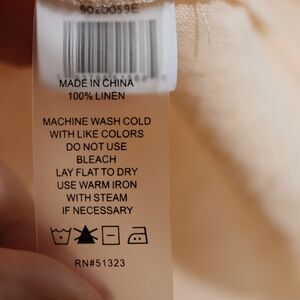 9020059E
MADE IN CHINA
100% LINEN
MACHINE WASH COLD
WITH LIKE COLORS
DO NOT USE
BLEACH
LAY FLAT TO DRY
USE WARM IRON
WITH STEAM
IF NECESSARY
RN#51323